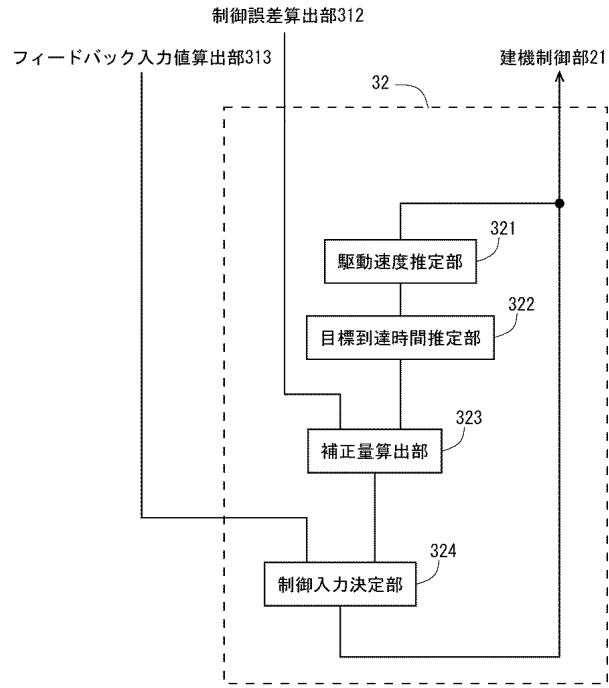 制御誤差算出部312
フィードバック入力値算出部313
建機制御部21
32
321
駆動速度推定部
322
目標到達時間推定部
323
補正量算出部
324
制御入力決定部